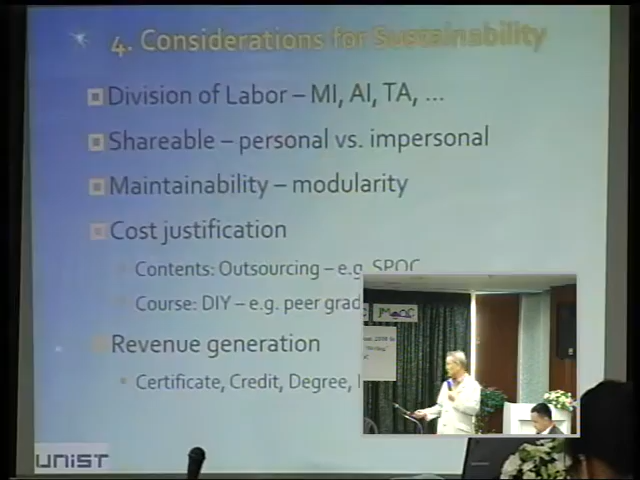 4. Considerations for Sustainability
Division of Labor – MI, AI, TA, ...
Shareable – personal vs. impersonal
Maintainability – modularity
Cost justification
Contents: Outsourcing – e.g. SPOC
Course: DIY – e.g. peer grad
Revenue generation
Certificate, Credit, Degree,
JMOOC
UNIST